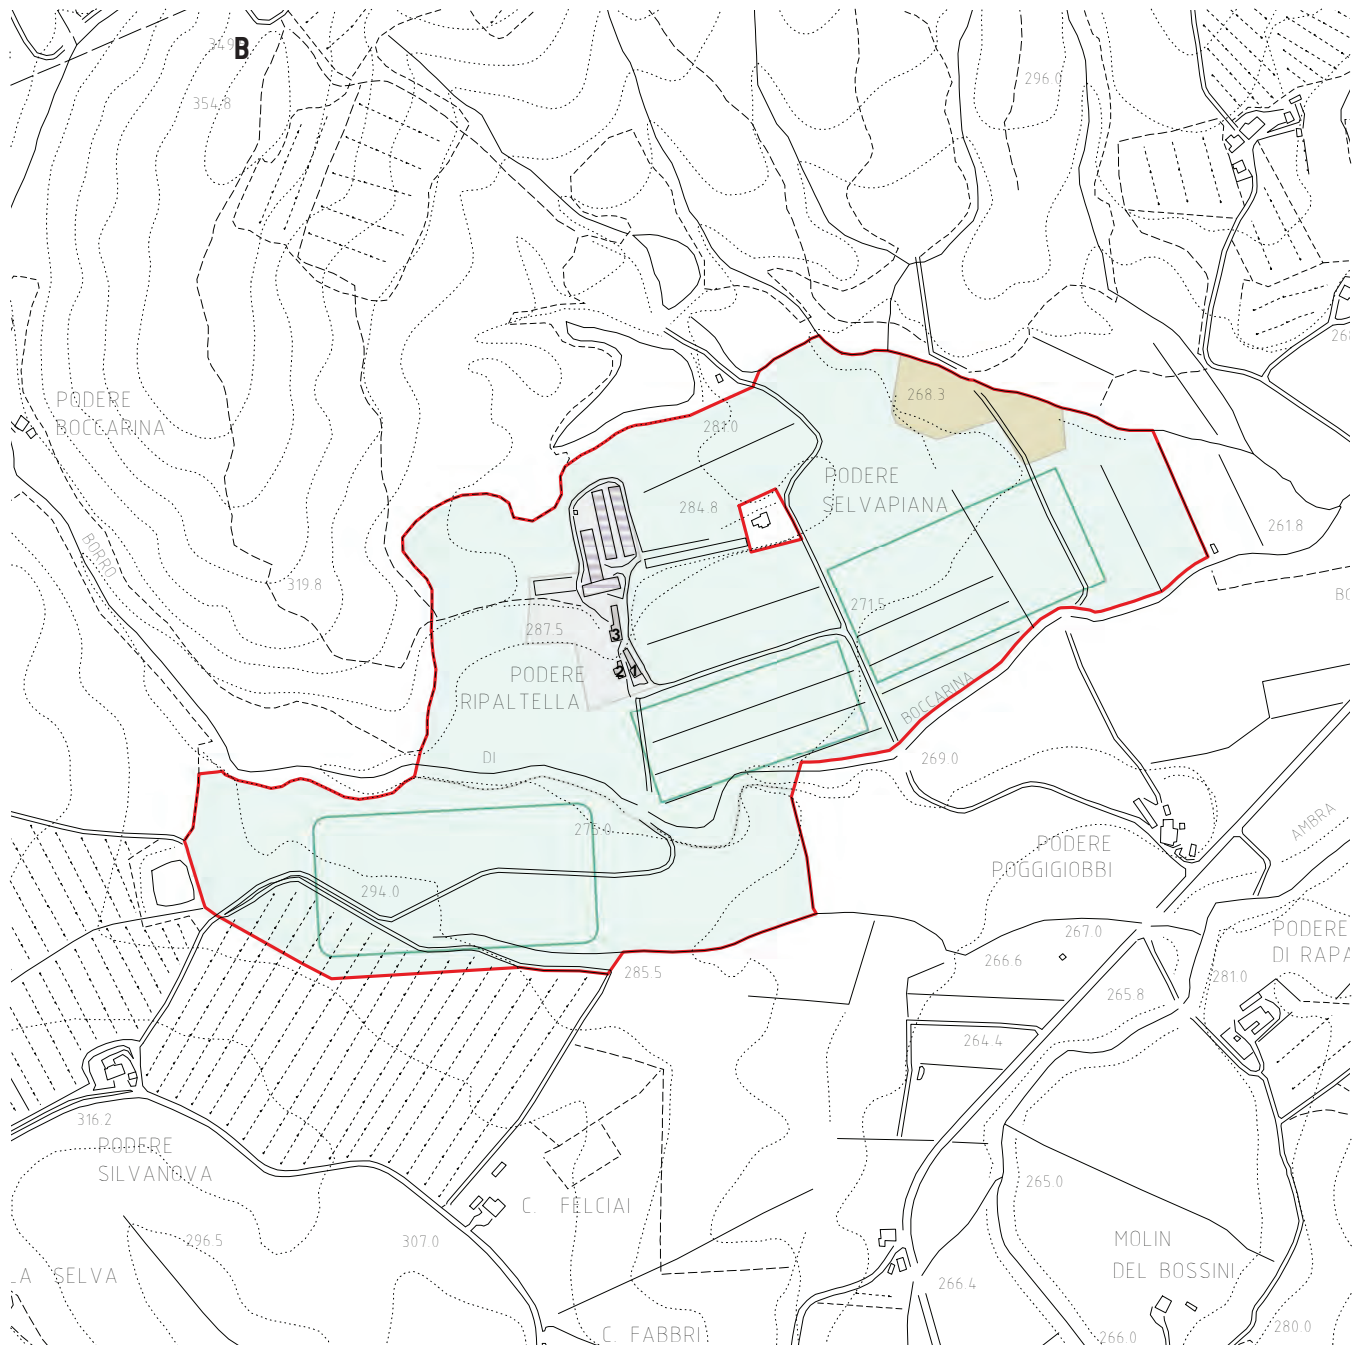 B
349
354.8
296.0
PODERE
BOCCARINA
BORRO
319.8
268.3
281.0
PODERE
SELVAPIANA
284.8
261.8
271.5
287.5
3
2
1
PODERE
RIPALTELLA
BOCCARINA
DI
269.0
276.0
294.0
PODERE
POGGIGIOBBI
AMBRA
267.0
266.6
PODERE
DI RAPA
285.5
281.0
265.8
264.4
316.2
PODERE
SILVANOVA
265.0
C. FELCIAI
296.5
307.0
MOLIN
DEL BOSSINI
LA SELVA
266.4
C. FABBRI
266.0
280.0